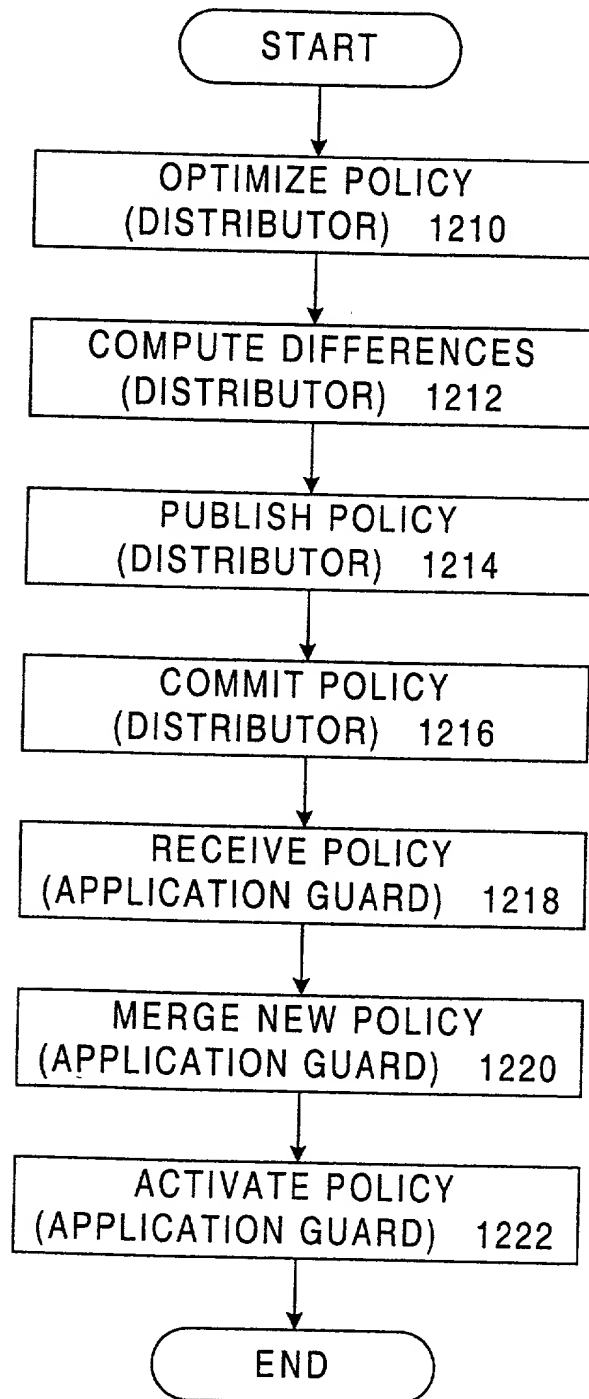 START
OPTIMIZE POLICY
(DISTRIBUTOR) 1210
COMPUTE DIFFERENCES
(DISTRIBUTOR) 1212
PUBLISH POLICY
(DISTRIBUTOR) 1214
COMMIT POLICY
(DISTRIBUTOR) 1216
RECEIVE POLICY
(APPLICATION GUARD) 1218
MERGE NEW POLICY
(APPLICATION GUARD) 1220
ACTIVATE POLICY
(APPLICATION GUARD) 1222
END